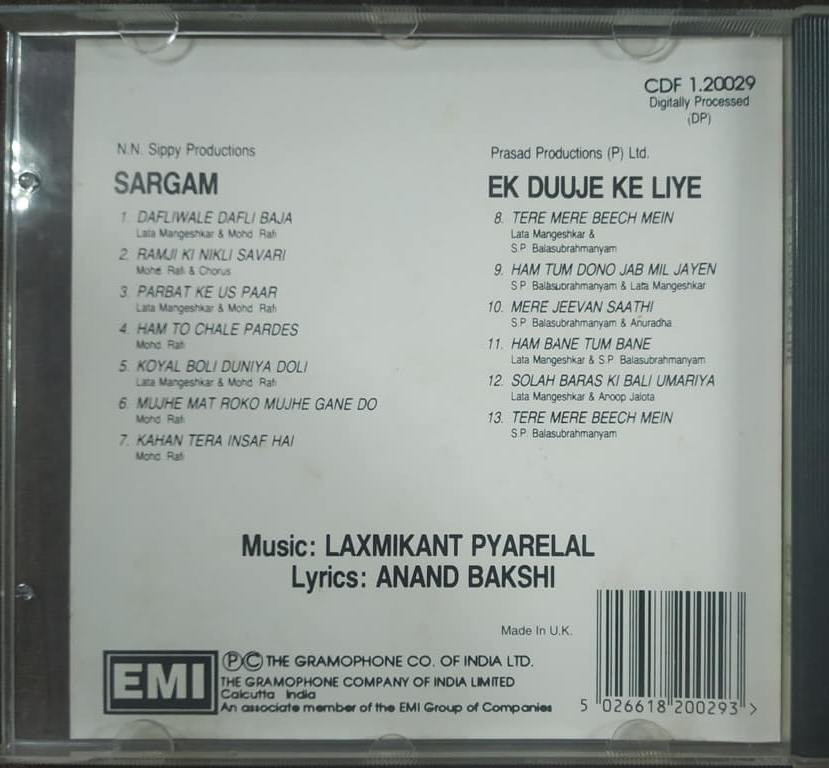 CDF 1.20029
Digitally Processed
(DP)
N.N. Sippy Productions
SARGAM
1. DAFLIWALE DAFLI BAJA
Lata Mangeshkar & Mohd. Rafi
2. RAMJI KI NIKLI SAVARI
Mohd. Rafi & Chorus
3. PARBAT KE US PAAR
Lata Mangeshkar & Mohd. Rafi
4. HAM TO CHALE PARDES
Mohd. Rafi
5. KOYAL BOLI DUNIYA DOLI
Lata Mangeshkar & Mohd. Rafi
6. MUJHE MAT ROKO MUJHE GANE DO
Mohd. Rafi
7. KAHAN TERA INSAF HAI
Mohd. Rafi
Prasad Productions (P) Ltd.
EK DUUJE KE LIYE
8. TERE MERE BEECH MEIN
Lata Mangeshkar &
S.P. Balasubrahmanyam
9. HAM TUM DONO JAB MIL JAYEN
S.P. Balasubrahmanyam & Lata Mangeshkar
10. MERE JEEVAN SAATHI
S.P. Balasubrahmanyam & Anuradha
11. HAM BANE TUM BANE
Lata Mangeshkar & S.P. Balasubrahmanyam
12. SOLAH BARAS KI BALI UMARIYA
Lata Mangeshkar & Anoop Jalota
13. TERE MERE BEECH MEIN
S.P. Balasubrahmanyam
Music: LAXMIKANT PYARELAL
Lyrics: ANAND BAKSHI
Made In U.K.
EMI
Ⓟ© THE GRAMOPHONE CO. OF INDIA LTD.
THE GRAMOPHONE COMPANY OF INDIA LIMITED
Calcutta India
An associate member of the EMI Group of Companies
5 026618 200293 >